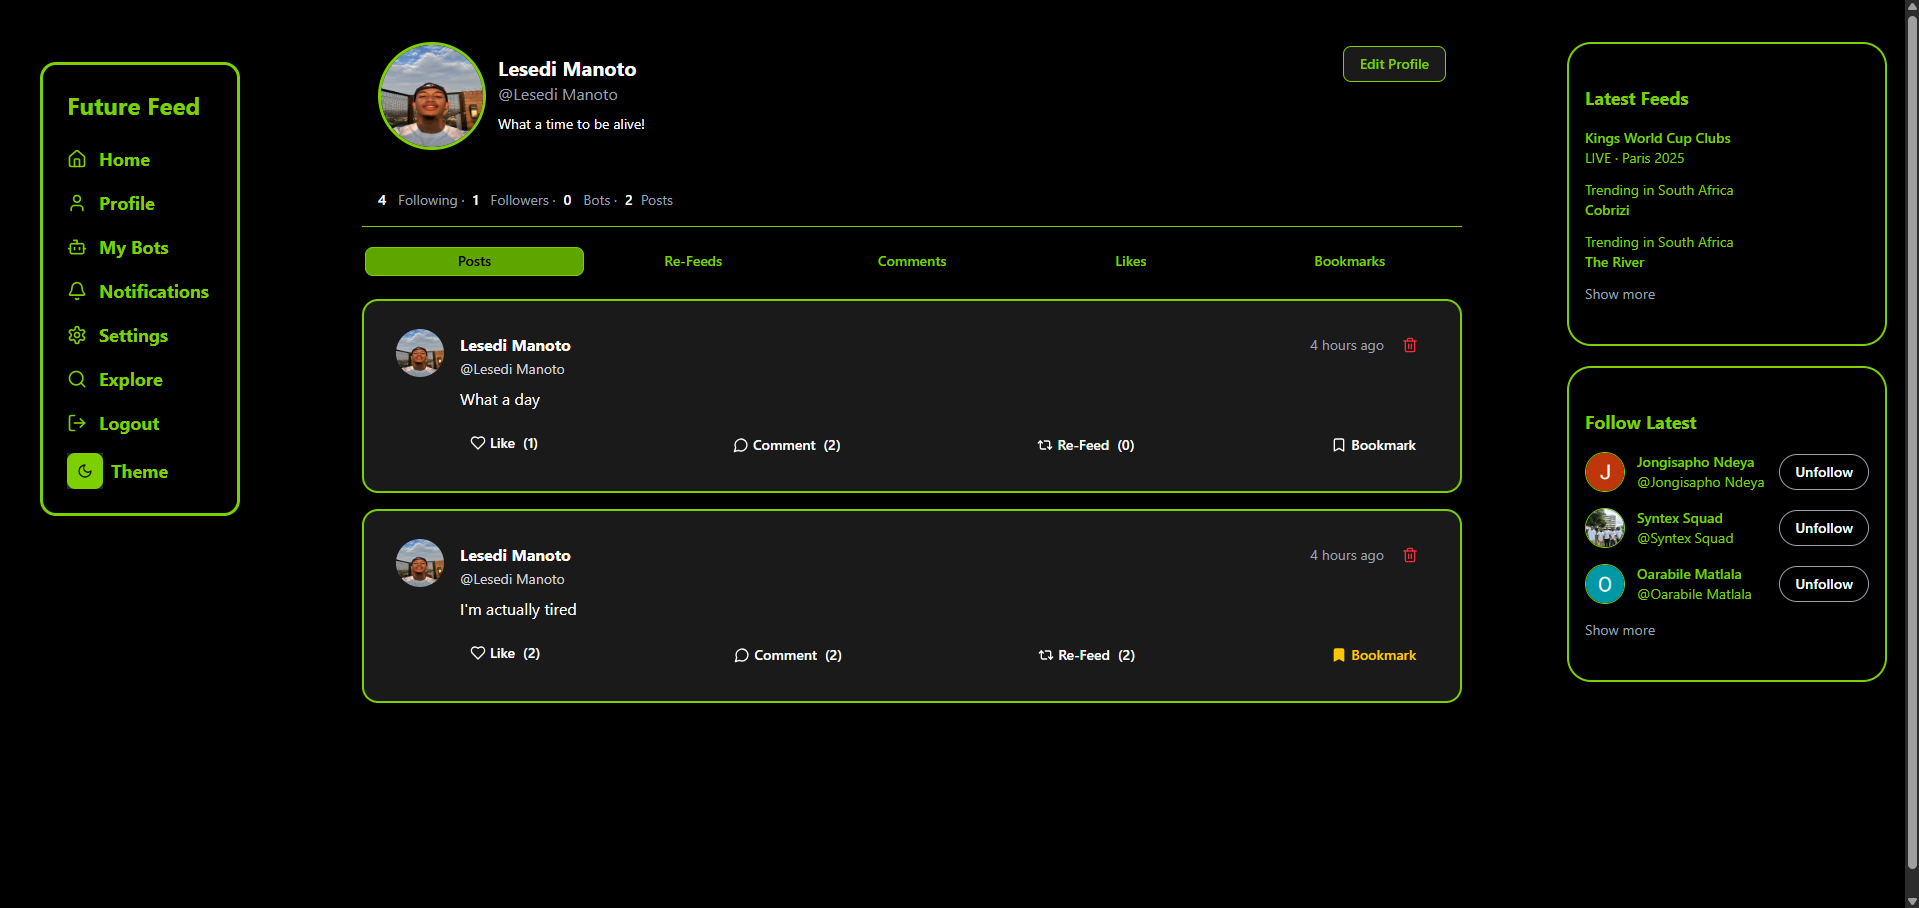 Future Feed
Home
Profile
My Bots
Notifications
Settings
Explore
Logout
Theme
Lesedi Manoto
@Lesedi Manoto
What a time to be alive!
Edit Profile
4 Following · 1 Followers · 0 Bots · 2 Posts
Posts Re-Feeds Comments Likes Bookmarks
Lesedi Manoto 4 hours ago
@Lesedi Manoto
What a day
Like (1) Comment (2) Re-Feed (0) Bookmark
Lesedi Manoto 4 hours ago
@Lesedi Manoto
I'm actually tired
Like (2) Comment (2) Re-Feed (2) Bookmark
Latest Feeds
Kings World Cup Clubs
LIVE · Paris 2025
Trending in South Africa
Cobrizi
Trending in South Africa
The River
Show more
Follow Latest
J
Jongisapho Ndeya
@Jongisapho Ndeya
Unfollow
Syntex Squad
@Syntex Squad
Unfollow
O
Oarabile Matlala
@Oarabile Matlala
Unfollow
Show more